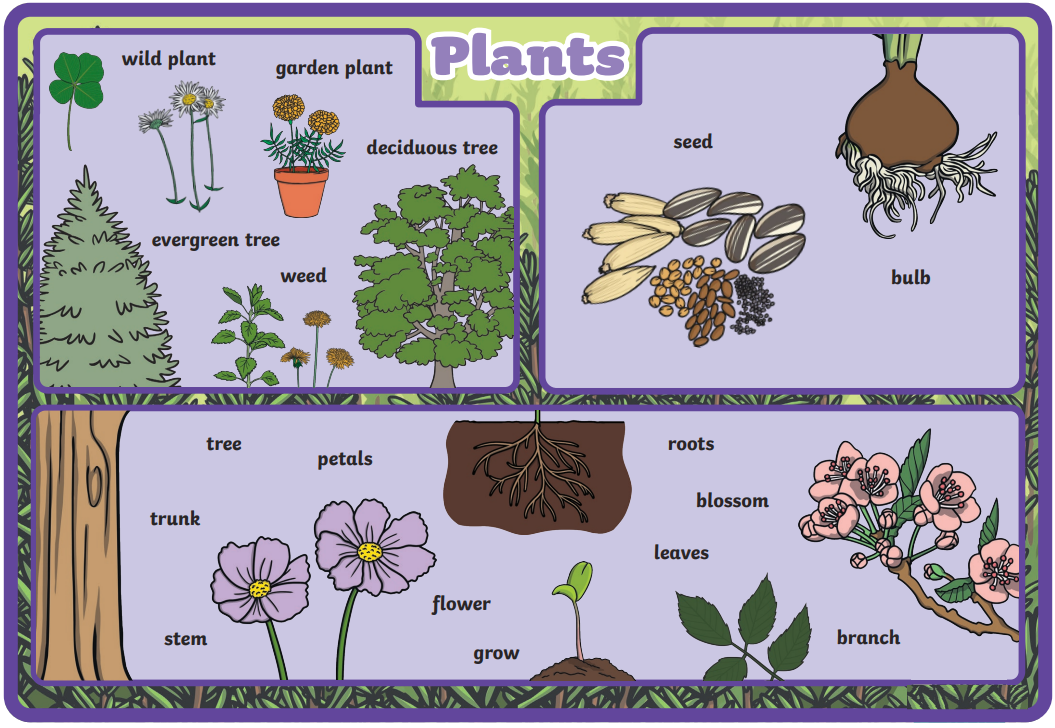 Plants
wild plant
garden plant
deciduous tree
evergreen tree
weed
seed
bulb
tree
petals
trunk
stem
flower
grow
roots
blossom
leaves
branch